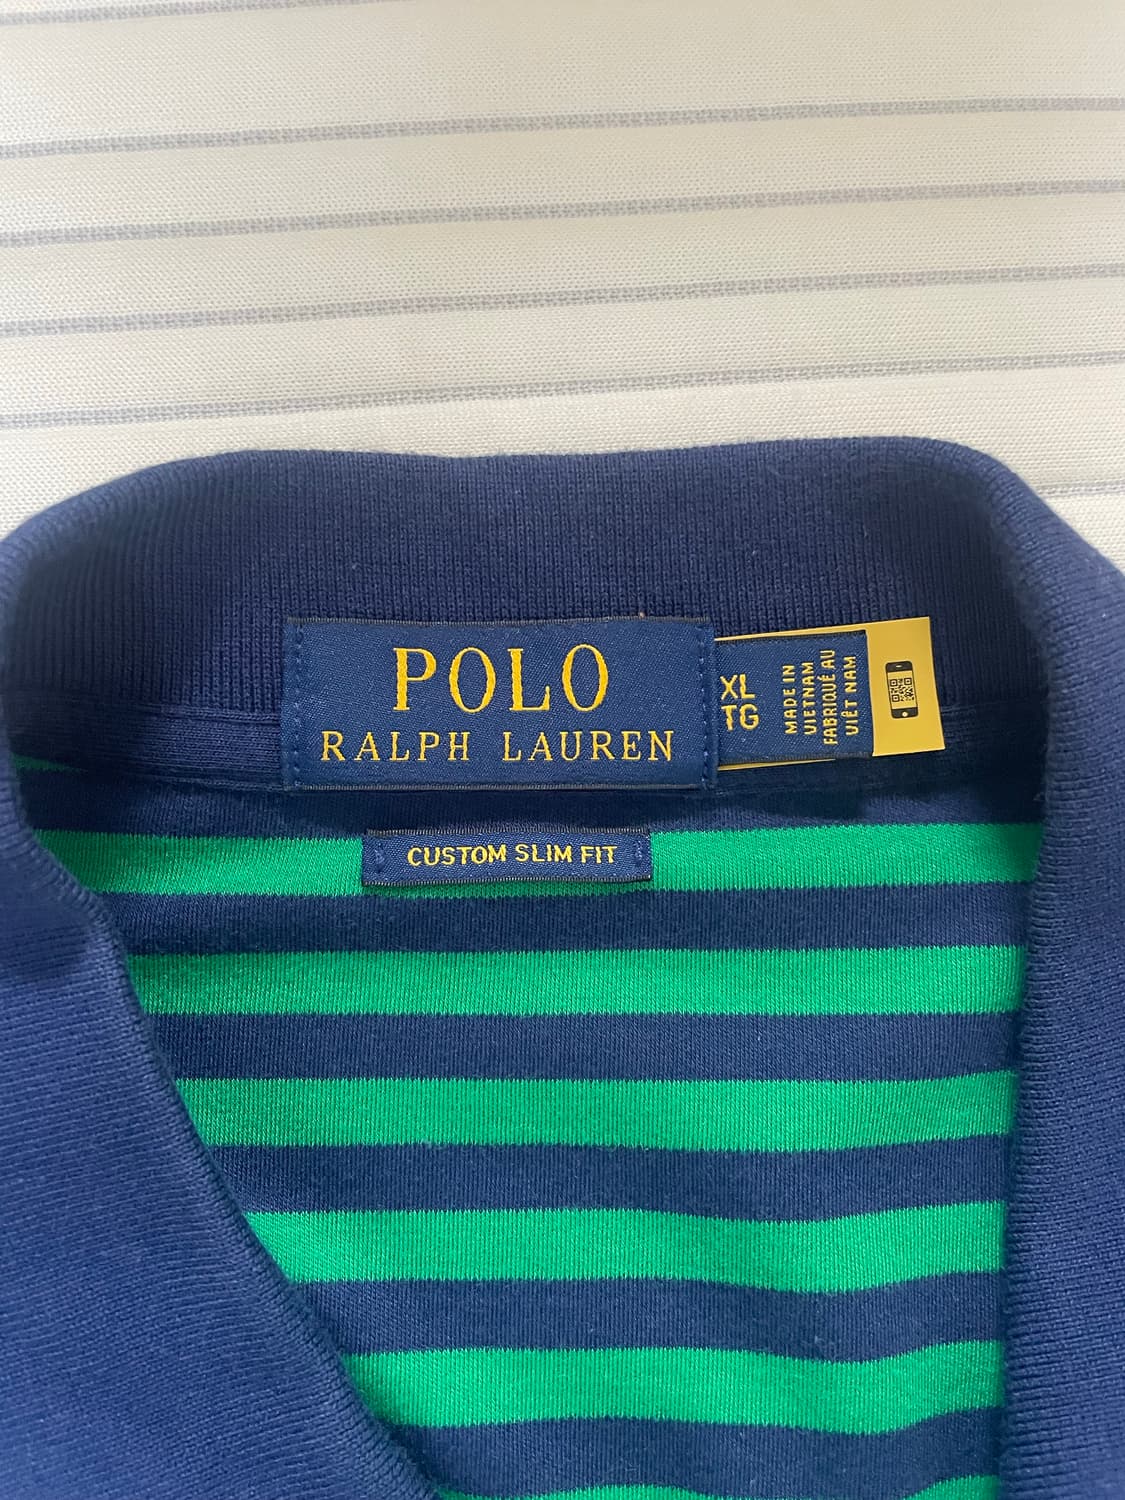 POLO
RALPH LAUREN
XL
TG
MADE IN
VIETNAM
FABRIQUÉ AU
VIÊT NAM
CUSTOM SLIM FIT